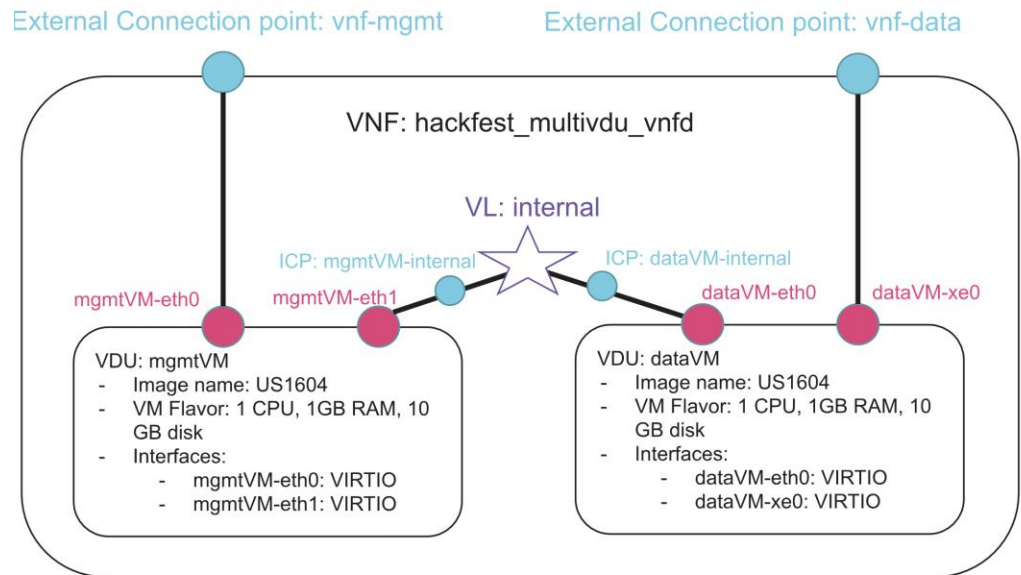 External Connection point: vnf-mgmt
External Connection point: vnf-data
VNF: hackfest_multivdu_vnfd
VL: internal
ICP: mgmtVM-internal
ICP: dataVM-internal
mgmtVM-eth0
mgmtVM-eth1
dataVM-eth0
dataVM-xe0
VDU: mgmtVM
- Image name: US1604
- VM Flavor: 1 CPU, 1GB RAM, 10
GB disk
- Interfaces:
- mgmtVM-eth0: VIRTIO
- mgmtVM-eth1: VIRTIO
VDU: dataVM
- Image name: US1604
- VM Flavor: 1 CPU, 1GB RAM, 10
GB disk
- Interfaces:
- dataVM-eth0: VIRTIO
- dataVM-xe0: VIRTIO